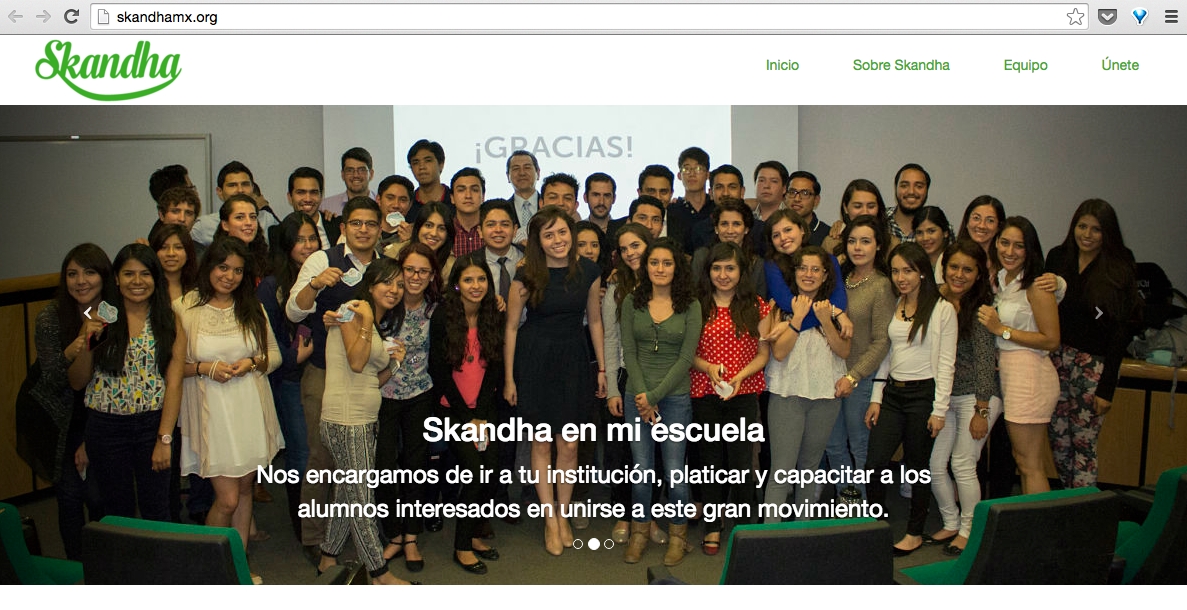 skandhamx.org
Skandha
Inicio
Sobre Skandha
Equipo
Únete
¡GRACIAS!
Skandha en mi escuela
Nos encargamos de ir a tu institución, platicar y capacitar a los
alumnos interesados en unirse a este gran movimiento.